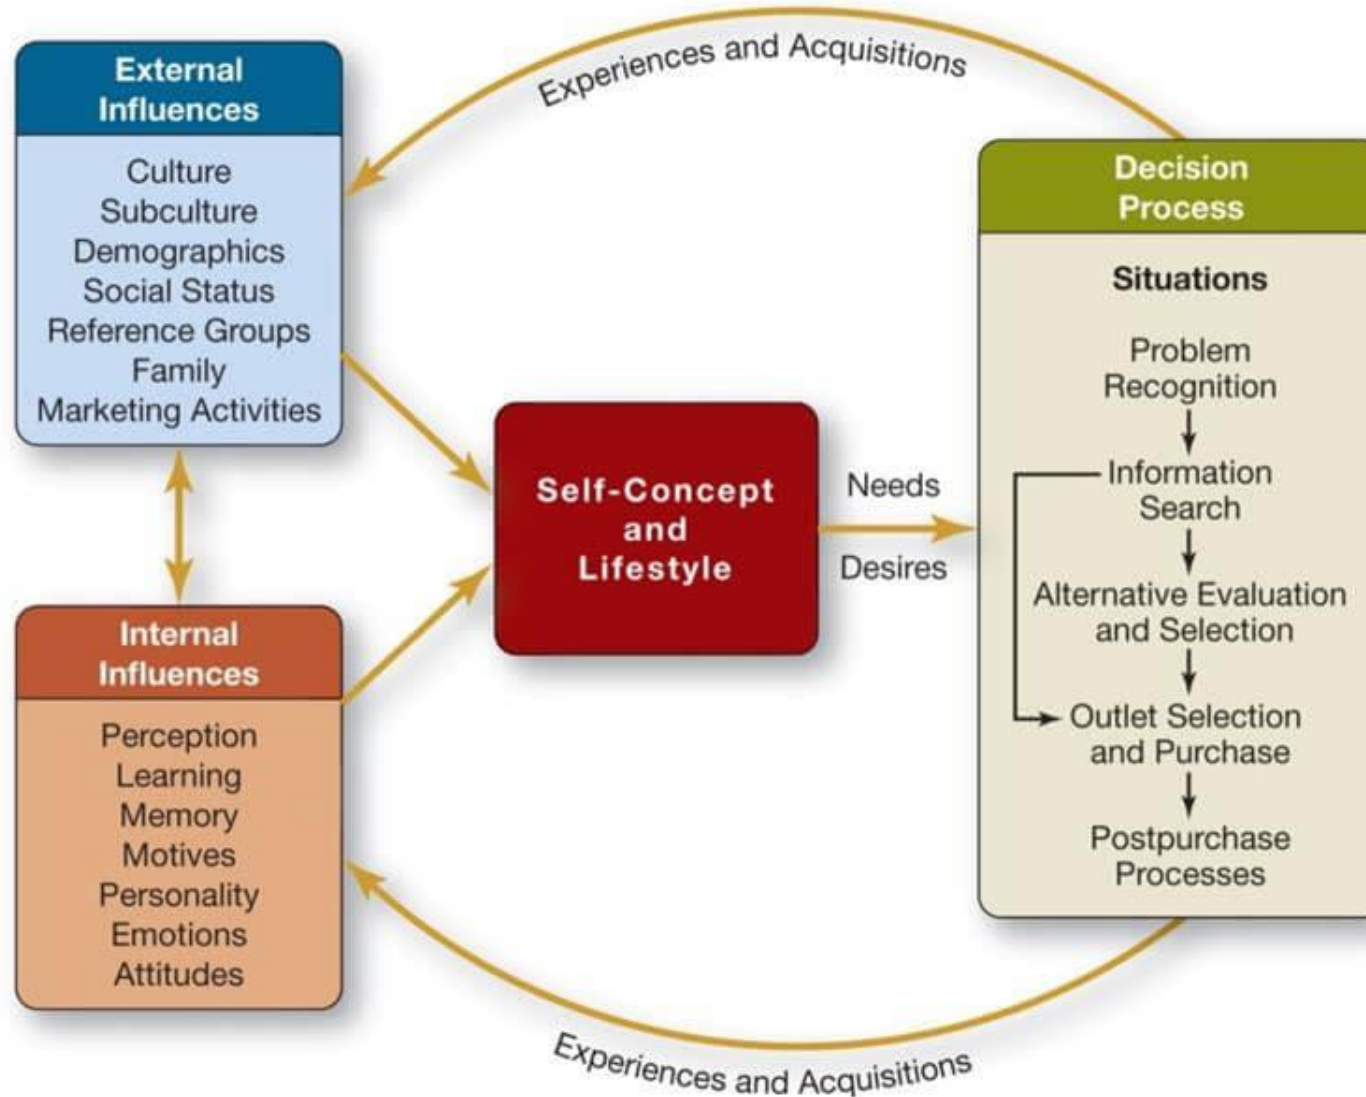 Experiences and Acquisitions
External
Influences
Culture
Subculture
Demographics
Social Status
Reference Groups
Family
Marketing Activities
Internal
Influences
Perception
Learning
Memory
Motives
Personality
Emotions
Attitudes
Self-Concept
and
Lifestyle
Needs
Desires
Decision
Process
Situations
Problem
Recognition
Information
Search
Alternative Evaluation
and Selection
Outlet Selection
and Purchase
Postpurchase
Processes
Experiences and Acquisitions